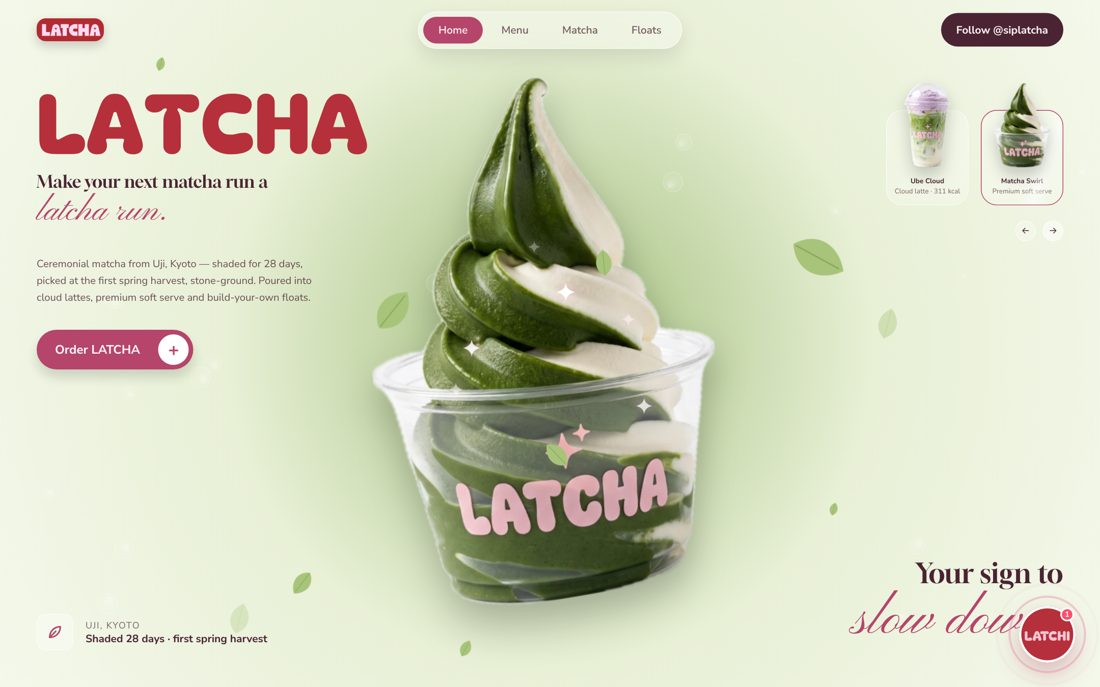 LATCHA
Home
Menu
Matcha
Floats
Follow @siplatcha
LATCHA
Make your next matcha run a
latcha run.
Ceremonial matcha from Uji, Kyoto — shaded for 28 days,
picked at the first spring harvest, stone-ground. Poured into
cloud lattes, premium soft serve and build-your-own floats.
Order LATCHA
+
LATCHA
Ube Cloud
Cloud latte · 311 kcal
LATCHA
Matcha Swirl
Premium soft serve
←
→
LATCHA
UJI, KYOTO
Shaded 28 days · first spring harvest
Your sign to
slow dow
1
LATCHI